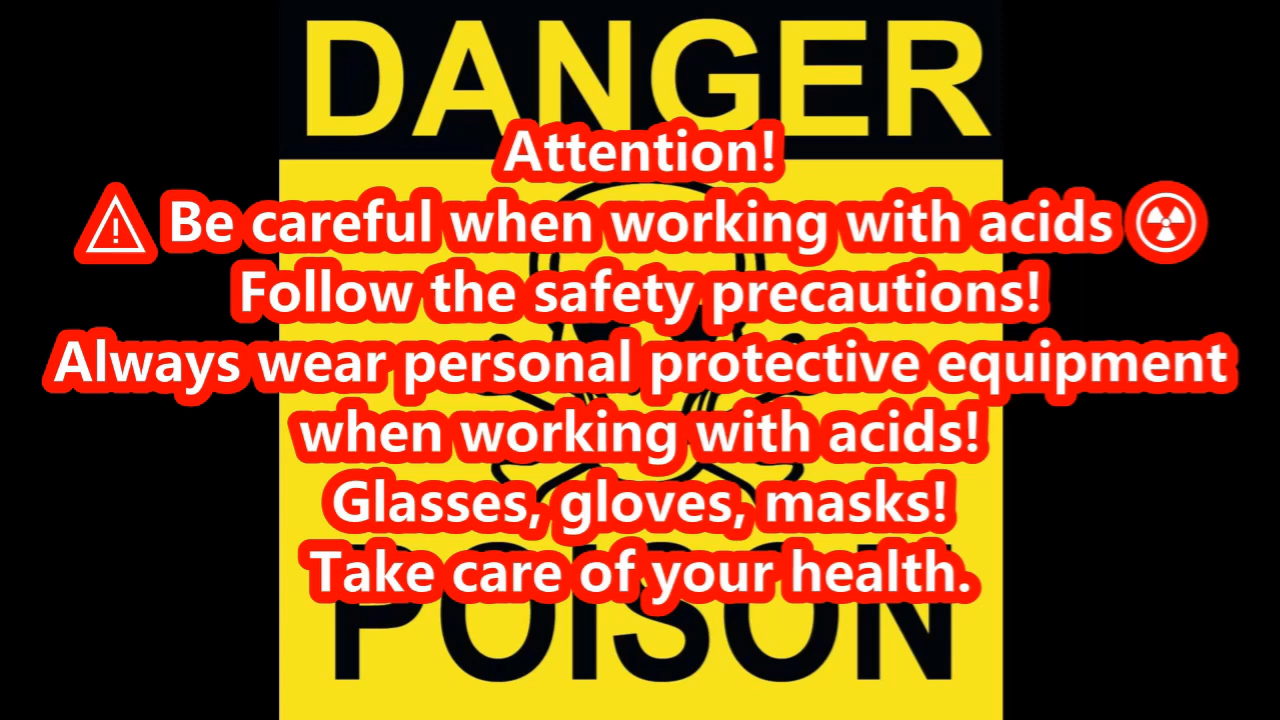 DANGER
Attention!
⚠ Be careful when working with acids ☢
Follow the safety precautions!
Always wear personal protective equipment
when working with acids!
Glasses, gloves, masks!
Take care of your health.
POISON